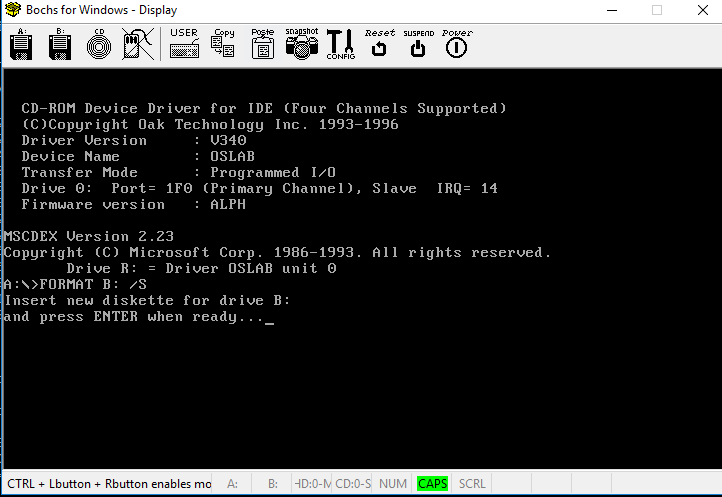 Bochs for Windows - Display
A: B: CD USER Copy Paste snapshot CONFIG Reset SUSPEND Power
CD-ROM Device Driver for IDE (Four Channels Supported)
(C)Copyright Oak Technology Inc. 1993-1996
Driver Version : V340
Device Name : OSLAB
Transfer Mode : Programmed I/O
Drive 0: Port= 1F0 (Primary Channel), Slave IRQ= 14
Firmware version : ALPH
MSCDEX Version 2.23
Copyright (C) Microsoft Corp. 1986-1993. All rights reserved.
Drive R: = Driver OSLAB unit 0
A:\>FORMAT B: /S
Insert new diskette for drive B:
and press ENTER when ready..._
CTRL + Lbutton + Rbutton enables mo A: B: HD:0-M CD:0-S NUM CAPS SCRL